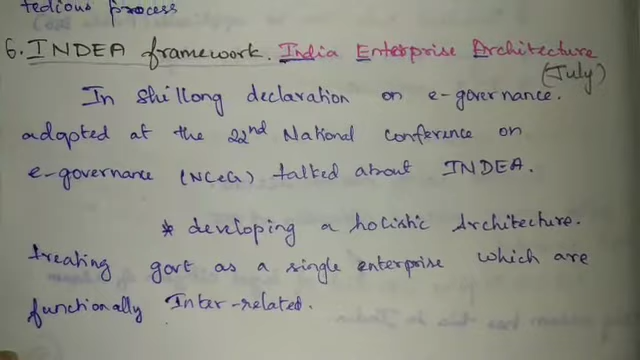 tedious process
6. INDEA framework. India Enterprise Architecture
(July)
In Shillong declaration on e-governance.
adopted at the 22nd National conference on
e-governance (NCeG) talked about INDEA.
* developing a holistic Architecture.
treating govt as a single enterprise which are
functionally Inter-related.